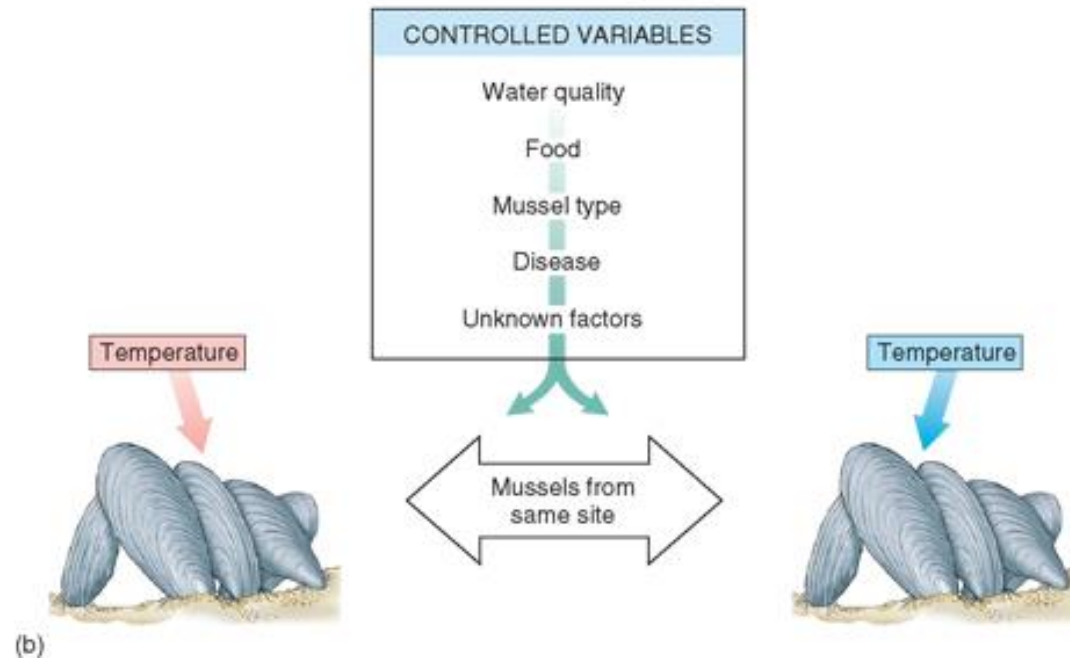 CONTROLLED VARIABLES
Water quality
Food
Mussel type
Disease
Unknown factors
Temperature
Temperature
Mussels from
same site
(b)